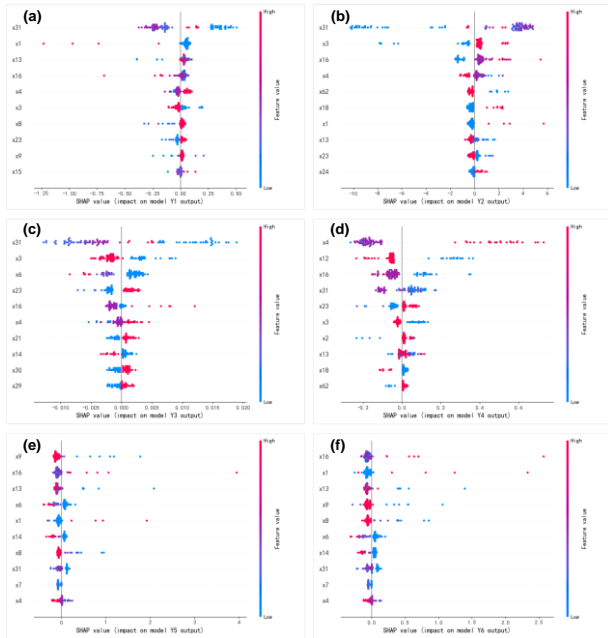 (a)
High
x31
x1
x13
x16
x4
x3
x8
x23
x9
x15
Feature value
Low
-1.25 -1.00 -0.75 -0.50 -0.25 0.00 0.25 0.50
SHAP value (impact on model Y1 output)
(b)
High
x31
x3
x16
x4
x62
x18
x1
x13
x23
x24
Feature value
Low
-10 -8 -6 -4 -2 0 2 4 6
SHAP value (impact on model Y2 output)
(c)
High
x31
x3
x6
x23
x16
x4
x21
x14
x30
x29
Feature value
Low
-0.010 -0.005 0.000 0.005 0.010 0.015 0.020
SHAP value (impact on model Y3 output)
(d)
High
x4
x12
x16
x31
x23
x3
x2
x13
x18
x62
Feature value
Low
-0.2 0.0 0.2 0.4 0.6
SHAP value (impact on model Y4 output)
(e)
High
x9
x16
x13
x6
x1
x14
x8
x31
x7
x4
Feature value
Low
0 1 2 3 4
SHAP value (impact on model Y5 output)
(f)
High
x16
x1
x13
x9
x8
x6
x14
x31
x7
x4
Feature value
Low
0.0 0.5 1.0 1.5 2.0 2.5
SHAP value (impact on model Y6 output)